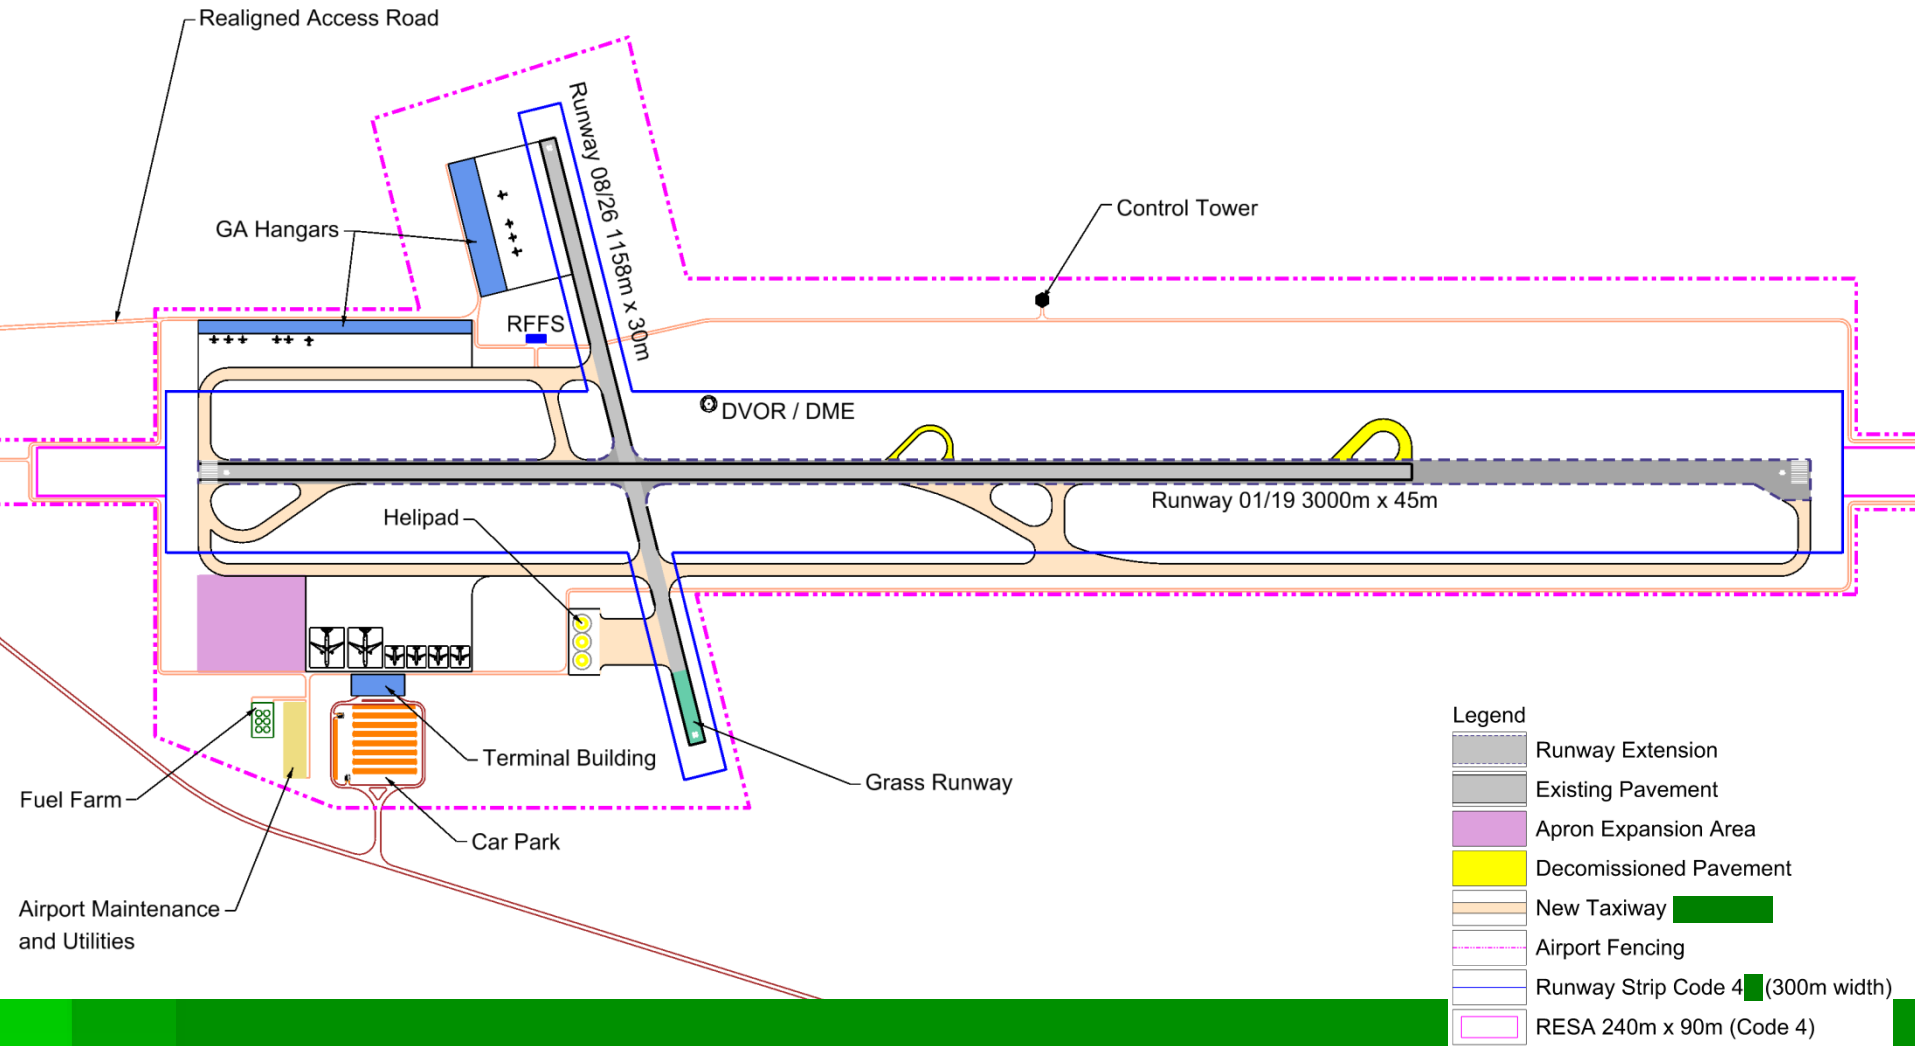 Realigned Access Road
Runway 08/26 1158m x 30m
Control Tower
GA Hangars
RFFS
DVOR / DME
Runway 01/19 3000m x 45m
Helipad
Terminal Building
Grass Runway
Fuel Farm
Car Park
Airport Maintenance
and Utilities
Legend
Runway Extension
Existing Pavement
Apron Expansion Area
Decomissioned Pavement
New Taxiway
Airport Fencing
Runway Strip Code 4 (300m width)
RESA 240m x 90m (Code 4)